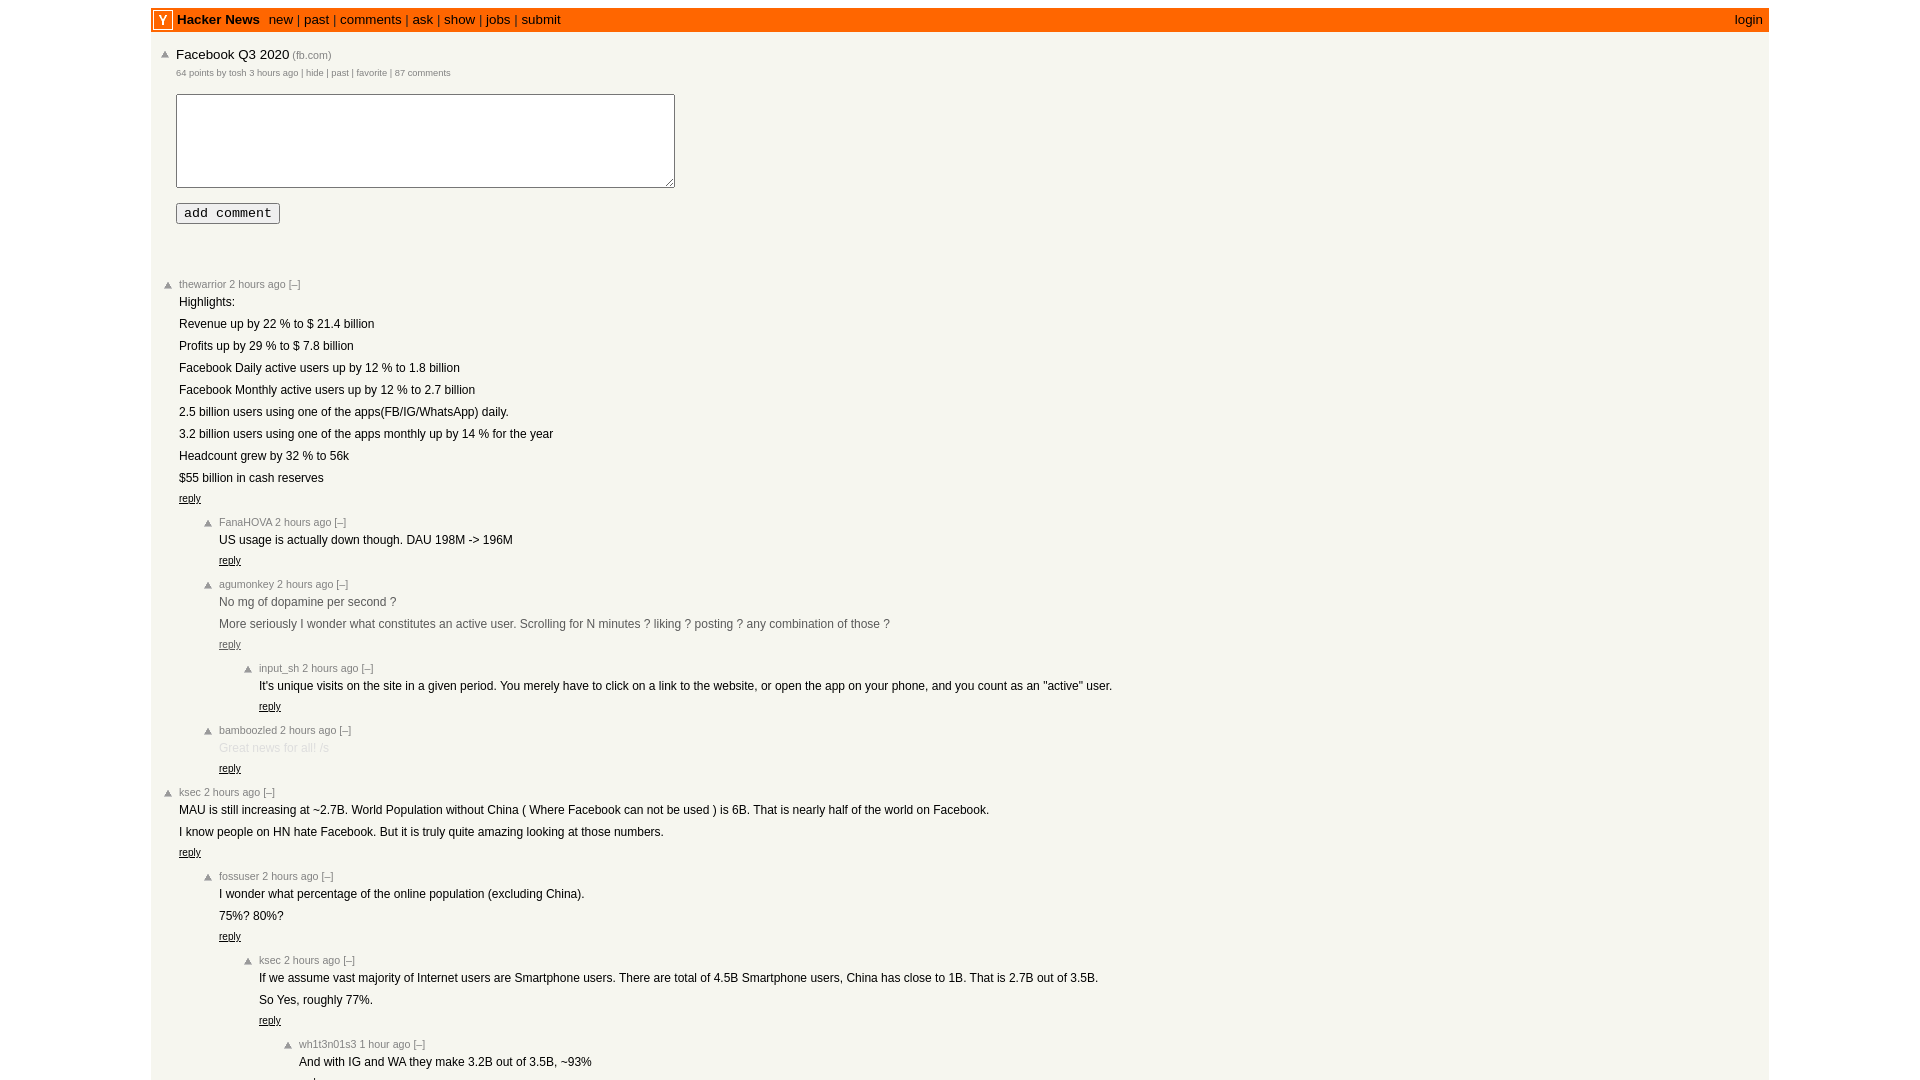 Y Hacker News new | past | comments | ask | show | jobs | submit login
Facebook Q3 2020 (fb.com)
64 points by tosh 3 hours ago | hide | past | favorite | 87 comments
add comment
thewarrior 2 hours ago [–]
Highlights:
Revenue up by 22 % to $ 21.4 billion
Profits up by 29 % to $ 7.8 billion
Facebook Daily active users up by 12 % to 1.8 billion
Facebook Monthly active users up by 12 % to 2.7 billion
2.5 billion users using one of the apps(FB/IG/WhatsApp) daily.
3.2 billion users using one of the apps monthly up by 14 % for the year
Headcount grew by 32 % to 56k
$55 billion in cash reserves
reply
FanaHOVA 2 hours ago [–]
US usage is actually down though. DAU 198M -> 196M
reply
agumonkey 2 hours ago [–]
No mg of dopamine per second ?
More seriously I wonder what constitutes an active user. Scrolling for N minutes ? liking ? posting ? any combination of those ?
reply
input_sh 2 hours ago [–]
It's unique visits on the site in a given period. You merely have to click on a link to the website, or open the app on your phone, and you count as an "active" user.
reply
bamboozled 2 hours ago [–]
Great news for all! /s
reply
ksec 2 hours ago [–]
MAU is still increasing at ~2.7B. World Population without China ( Where Facebook can not be used ) is 6B. That is nearly half of the world on Facebook.
I know people on HN hate Facebook. But it is truly quite amazing looking at those numbers.
reply
fossuser 2 hours ago [–]
I wonder what percentage of the online population (excluding China).
75%? 80%?
reply
ksec 2 hours ago [–]
If we assume vast majority of Internet users are Smartphone users. There are total of 4.5B Smartphone users, China has close to 1B. That is 2.7B out of 3.5B.
So Yes, roughly 77%.
reply
wh1t3n01s3 1 hour ago [–]
And with IG and WA they make 3.2B out of 3.5B, ~93%